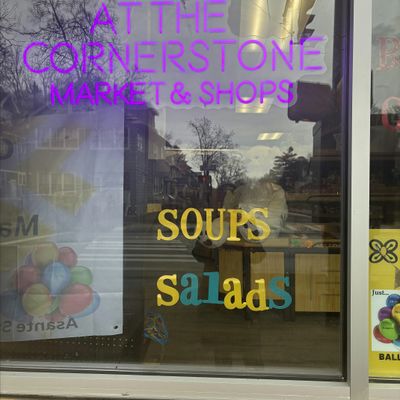 AT THE
CORNERSTONE
MARKET & SHOPS
SOUPS
salads
Asante
Just...
BALL